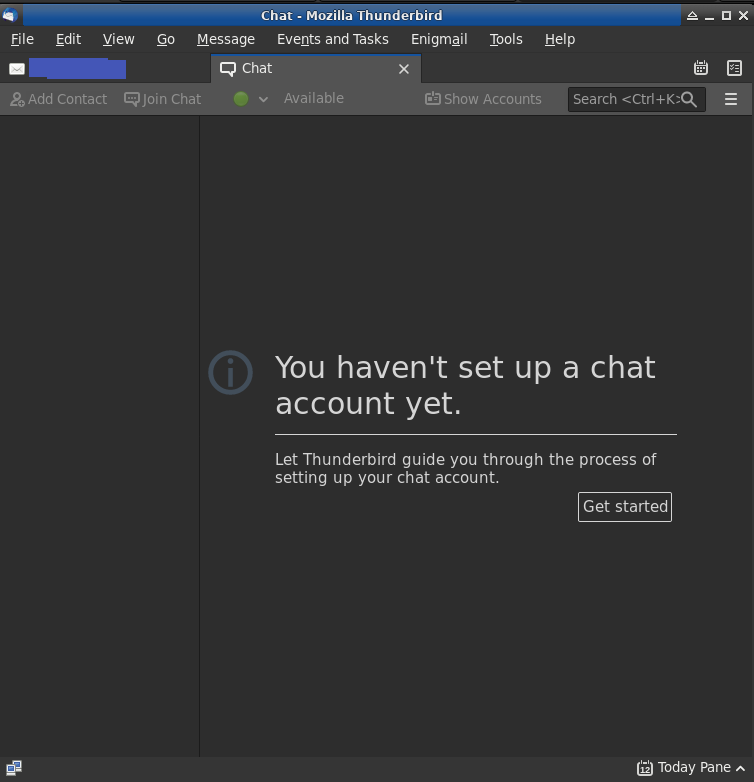 Chat - Mozilla Thunderbird
File Edit View Go Message Events and Tasks Enigmail Tools Help
Chat
Add Contact Join Chat Available Show Accounts Search <Ctrl+K>
You haven't set up a chat
account yet.
Let Thunderbird guide you through the process of
setting up your chat account.
Get started
12 Today Pane